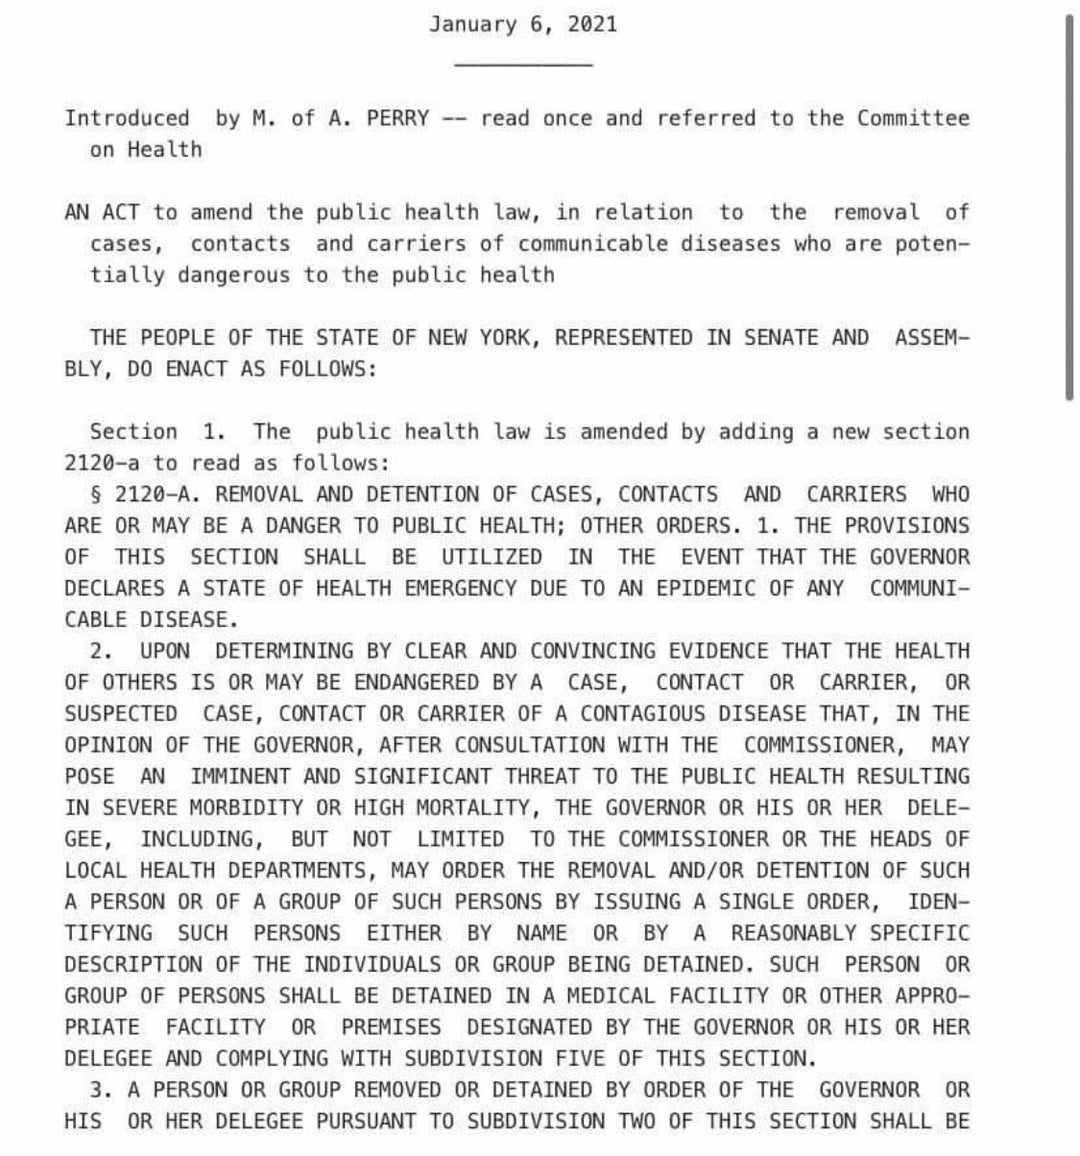 January 6, 2021
Introduced by M. of A. PERRY -- read once and referred to the Committee
on Health
AN ACT to amend the public health law, in relation to the removal of
cases, contacts and carriers of communicable diseases who are poten-
tially dangerous to the public health
THE PEOPLE OF THE STATE OF NEW YORK, REPRESENTED IN SENATE AND ASSEM-
BLY, DO ENACT AS FOLLOWS:
Section 1. The public health law is amended by adding a new section
2120-a to read as follows:
§ 2120-A. REMOVAL AND DETENTION OF CASES, CONTACTS AND CARRIERS WHO
ARE OR MAY BE A DANGER TO PUBLIC HEALTH; OTHER ORDERS. 1. THE PROVISIONS
OF THIS SECTION SHALL BE UTILIZED IN THE EVENT THAT THE GOVERNOR
DECLARES A STATE OF HEALTH EMERGENCY DUE TO AN EPIDEMIC OF ANY COMMUNI-
CABLE DISEASE.
2. UPON DETERMINING BY CLEAR AND CONVINCING EVIDENCE THAT THE HEALTH
OF OTHERS IS OR MAY BE ENDANGERED BY A CASE, CONTACT OR CARRIER, OR
SUSPECTED CASE, CONTACT OR CARRIER OF A CONTAGIOUS DISEASE THAT, IN THE
OPINION OF THE GOVERNOR, AFTER CONSULTATION WITH THE COMMISSIONER, MAY
POSE AN IMMINENT AND SIGNIFICANT THREAT TO THE PUBLIC HEALTH RESULTING
IN SEVERE MORBIDITY OR HIGH MORTALITY, THE GOVERNOR OR HIS OR HER DELE-
GEE, INCLUDING, BUT NOT LIMITED TO THE COMMISSIONER OR THE HEADS OF
LOCAL HEALTH DEPARTMENTS, MAY ORDER THE REMOVAL AND/OR DETENTION OF SUCH
A PERSON OR OF A GROUP OF SUCH PERSONS BY ISSUING A SINGLE ORDER, IDEN-
TIFYING SUCH PERSONS EITHER BY NAME OR BY A REASONABLY SPECIFIC
DESCRIPTION OF THE INDIVIDUALS OR GROUP BEING DETAINED. SUCH PERSON OR
GROUP OF PERSONS SHALL BE DETAINED IN A MEDICAL FACILITY OR OTHER APPRO-
PRIATE FACILITY OR PREMISES DESIGNATED BY THE GOVERNOR OR HIS OR HER
DELEGEE AND COMPLYING WITH SUBDIVISION FIVE OF THIS SECTION.
3. A PERSON OR GROUP REMOVED OR DETAINED BY ORDER OF THE GOVERNOR OR
HIS OR HER DELEGEE PURSUANT TO SUBDIVISION TWO OF THIS SECTION SHALL BE